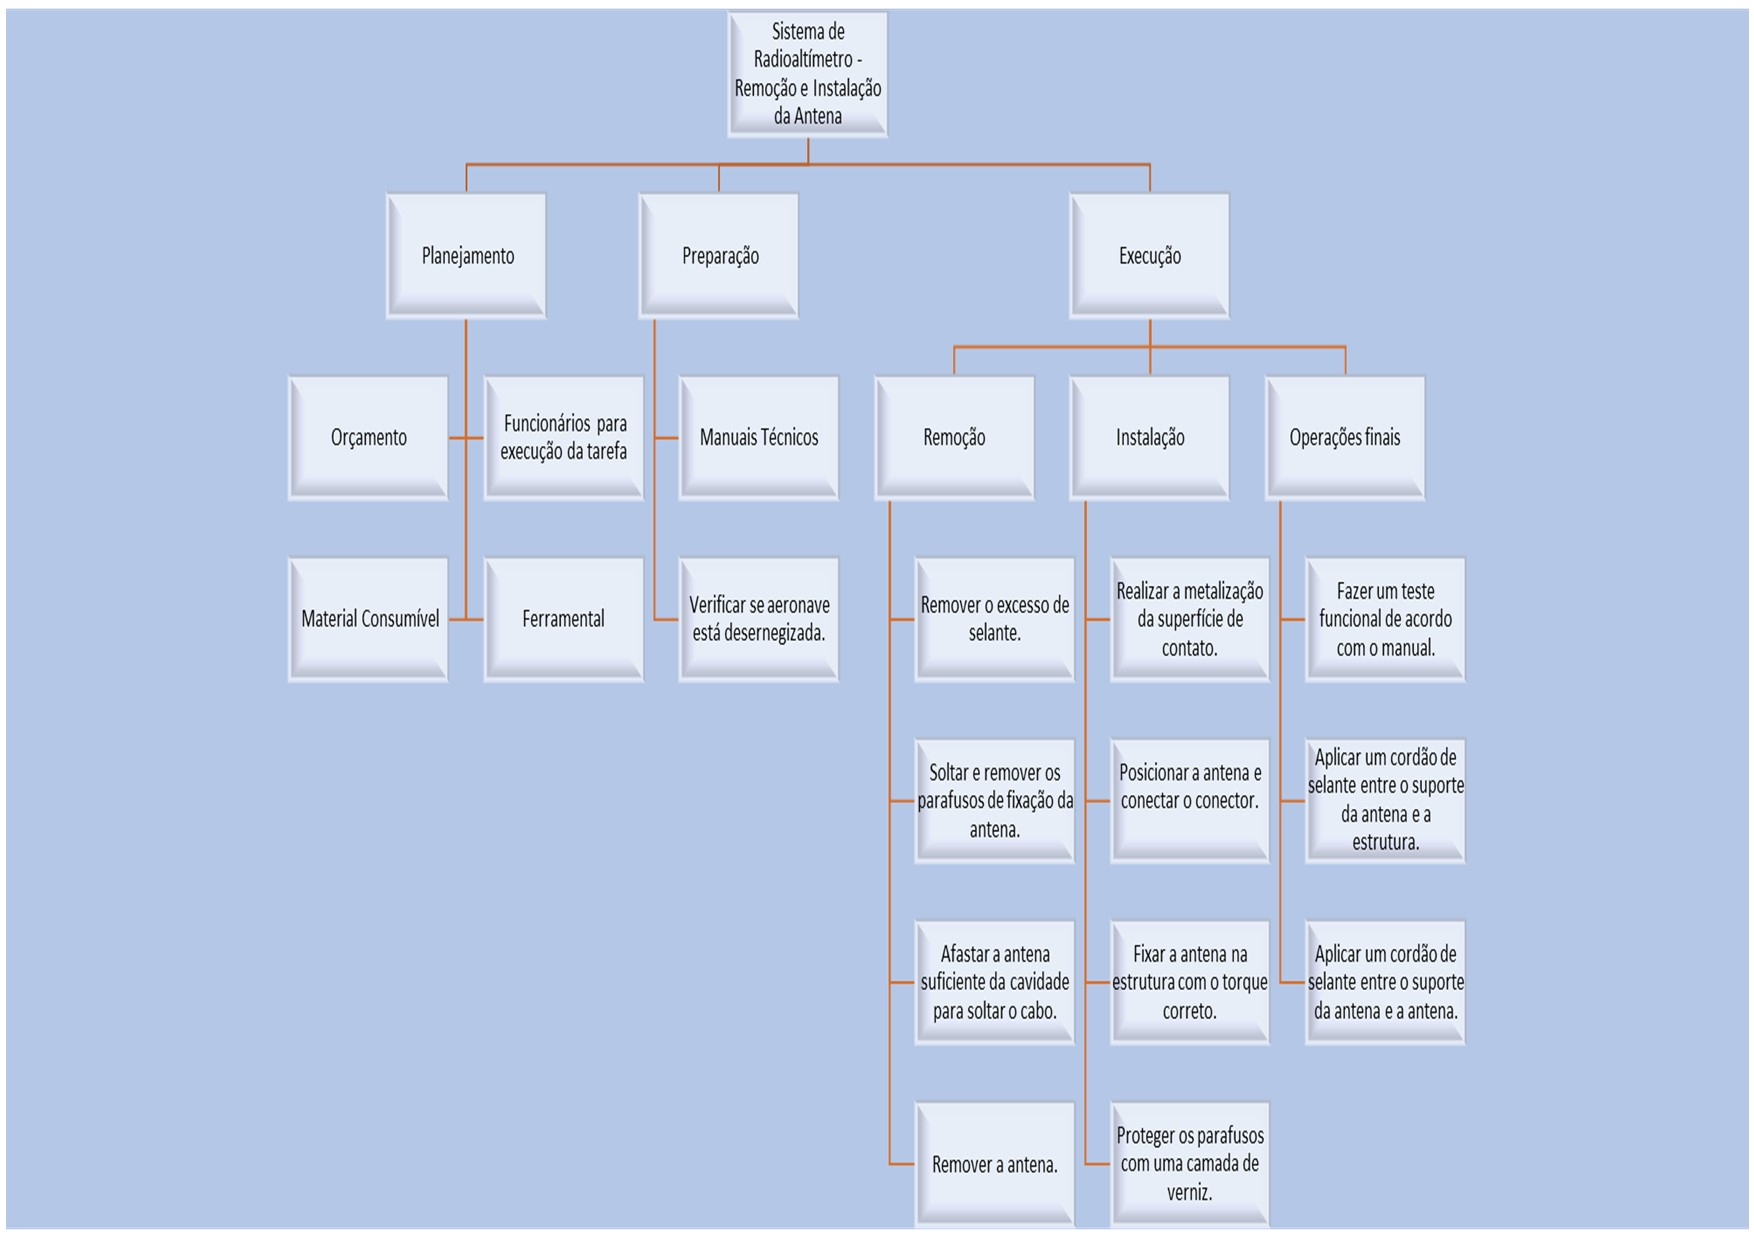 Sistema de
Radioaltímetro -
Remoção e Instalação
da Antena
Planejamento
Preparação
Execução
Orçamento
Funcionários para
execução da tarefa
Manuais Técnicos
Remoção
Instalação
Operações finais
Material Consumível
Ferramental
Verificar se aeronave
está desernegizada.
Remover o excesso de
selante.
Realizar a metalização
da superfície de
contato.
Fazer um teste
funcional de acordo
com o manual.
Soltar e remover os
parafusos de fixação da
antena.
Posicionar a antena e
conectar o conector.
Aplicar um cordão de
selante entre o suporte
da antena e a
estrutura.
Afastar a antena
suficiente da cavidade
para soltar o cabo.
Fixar a antena na
estrutura com o torque
correto.
Aplicar um cordão de
selante entre o suporte
da antena e a antena.
Remover a antena.
Proteger os parafusos
com uma camada de
verniz.